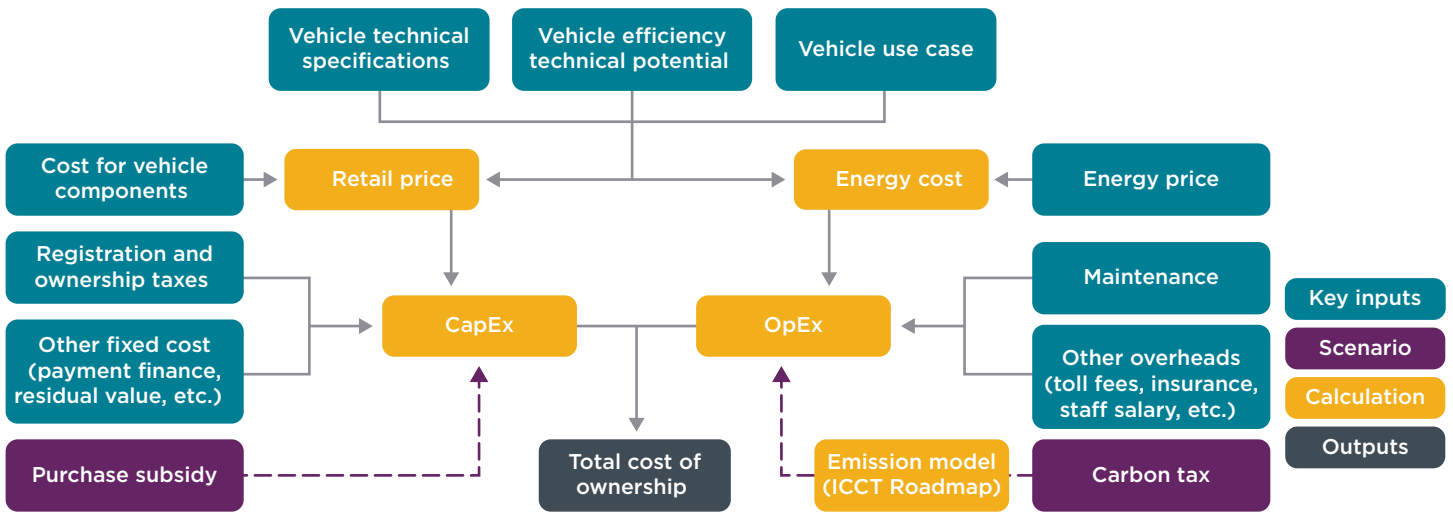 Vehicle technical
specifications
Vehicle efficiency
technical potential
Vehicle use case
Cost for vehicle
components
Retail price
Energy cost
Energy price
Registration and
ownership taxes
Maintenance
Key inputs
CapEx
OpEx
Scenario
Other fixed cost
(payment finance,
residual value, etc.)
Other overheads
(toll fees, insurance,
staff salary, etc.)
Calculation
Outputs
Purchase subsidy
Total cost of
ownership
Emission model
(ICCT Roadmap)
Carbon tax